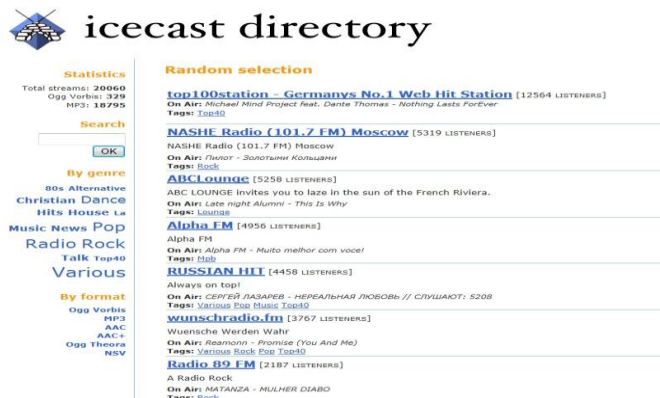 icecast directory
Statistics
Total streams: 20060
Ogg Vorbis: 329
MP3: 18795
Search
OK
By genre
80s Alternative
Christian Dance
Hits House La
Music News Pop
Radio Rock
Talk Top40
Various
By format
Ogg Vorbis
MP3
AAC
AAC+
Ogg Theora
NSV
Random selection
top100station - Germanys No.1 Web Hit Station [12564 LISTENERS]
On Air: Michael Mind Project feat. Dante Thomas - Nothing Lasts ForEver
Tags: Top40
NASHE Radio (101.7 FM) Moscow [5319 LISTENERS]
NASHE Radio (101.7 FM) Moscow
On Air: Пилот - Золотыми Кольцами
Tags: Rock
ABCLounge [5258 LISTENERS]
ABC LOUNGE invites you to laze in the sun of the French Riviera.
On Air: Late night Alumni - This Is Why
Tags: Lounge
Alpha FM [4956 LISTENERS]
Alpha FM
On Air: Alpha FM - Muito melhor com voce!
Tags: Mpb
RUSSIAN HIT [4458 LISTENERS]
Always on top!
On Air: СЕРГЕЙ ЛАЗАРЕВ - НЕРЕАЛЬНАЯ ЛЮБОВЬ // СЛУШАЮТ: 5208
Tags: Various Pop Music Top40
wunschradio.fm [3767 LISTENERS]
Wuensche Werden Wahr
On Air: Reamonn - Promise (You And Me)
Tags: Various Rock Pop Top40
Radio 89 FM [2187 LISTENERS]
A Radio Rock
On Air: MATANZA - MULHER DIABO
Tags: Rock